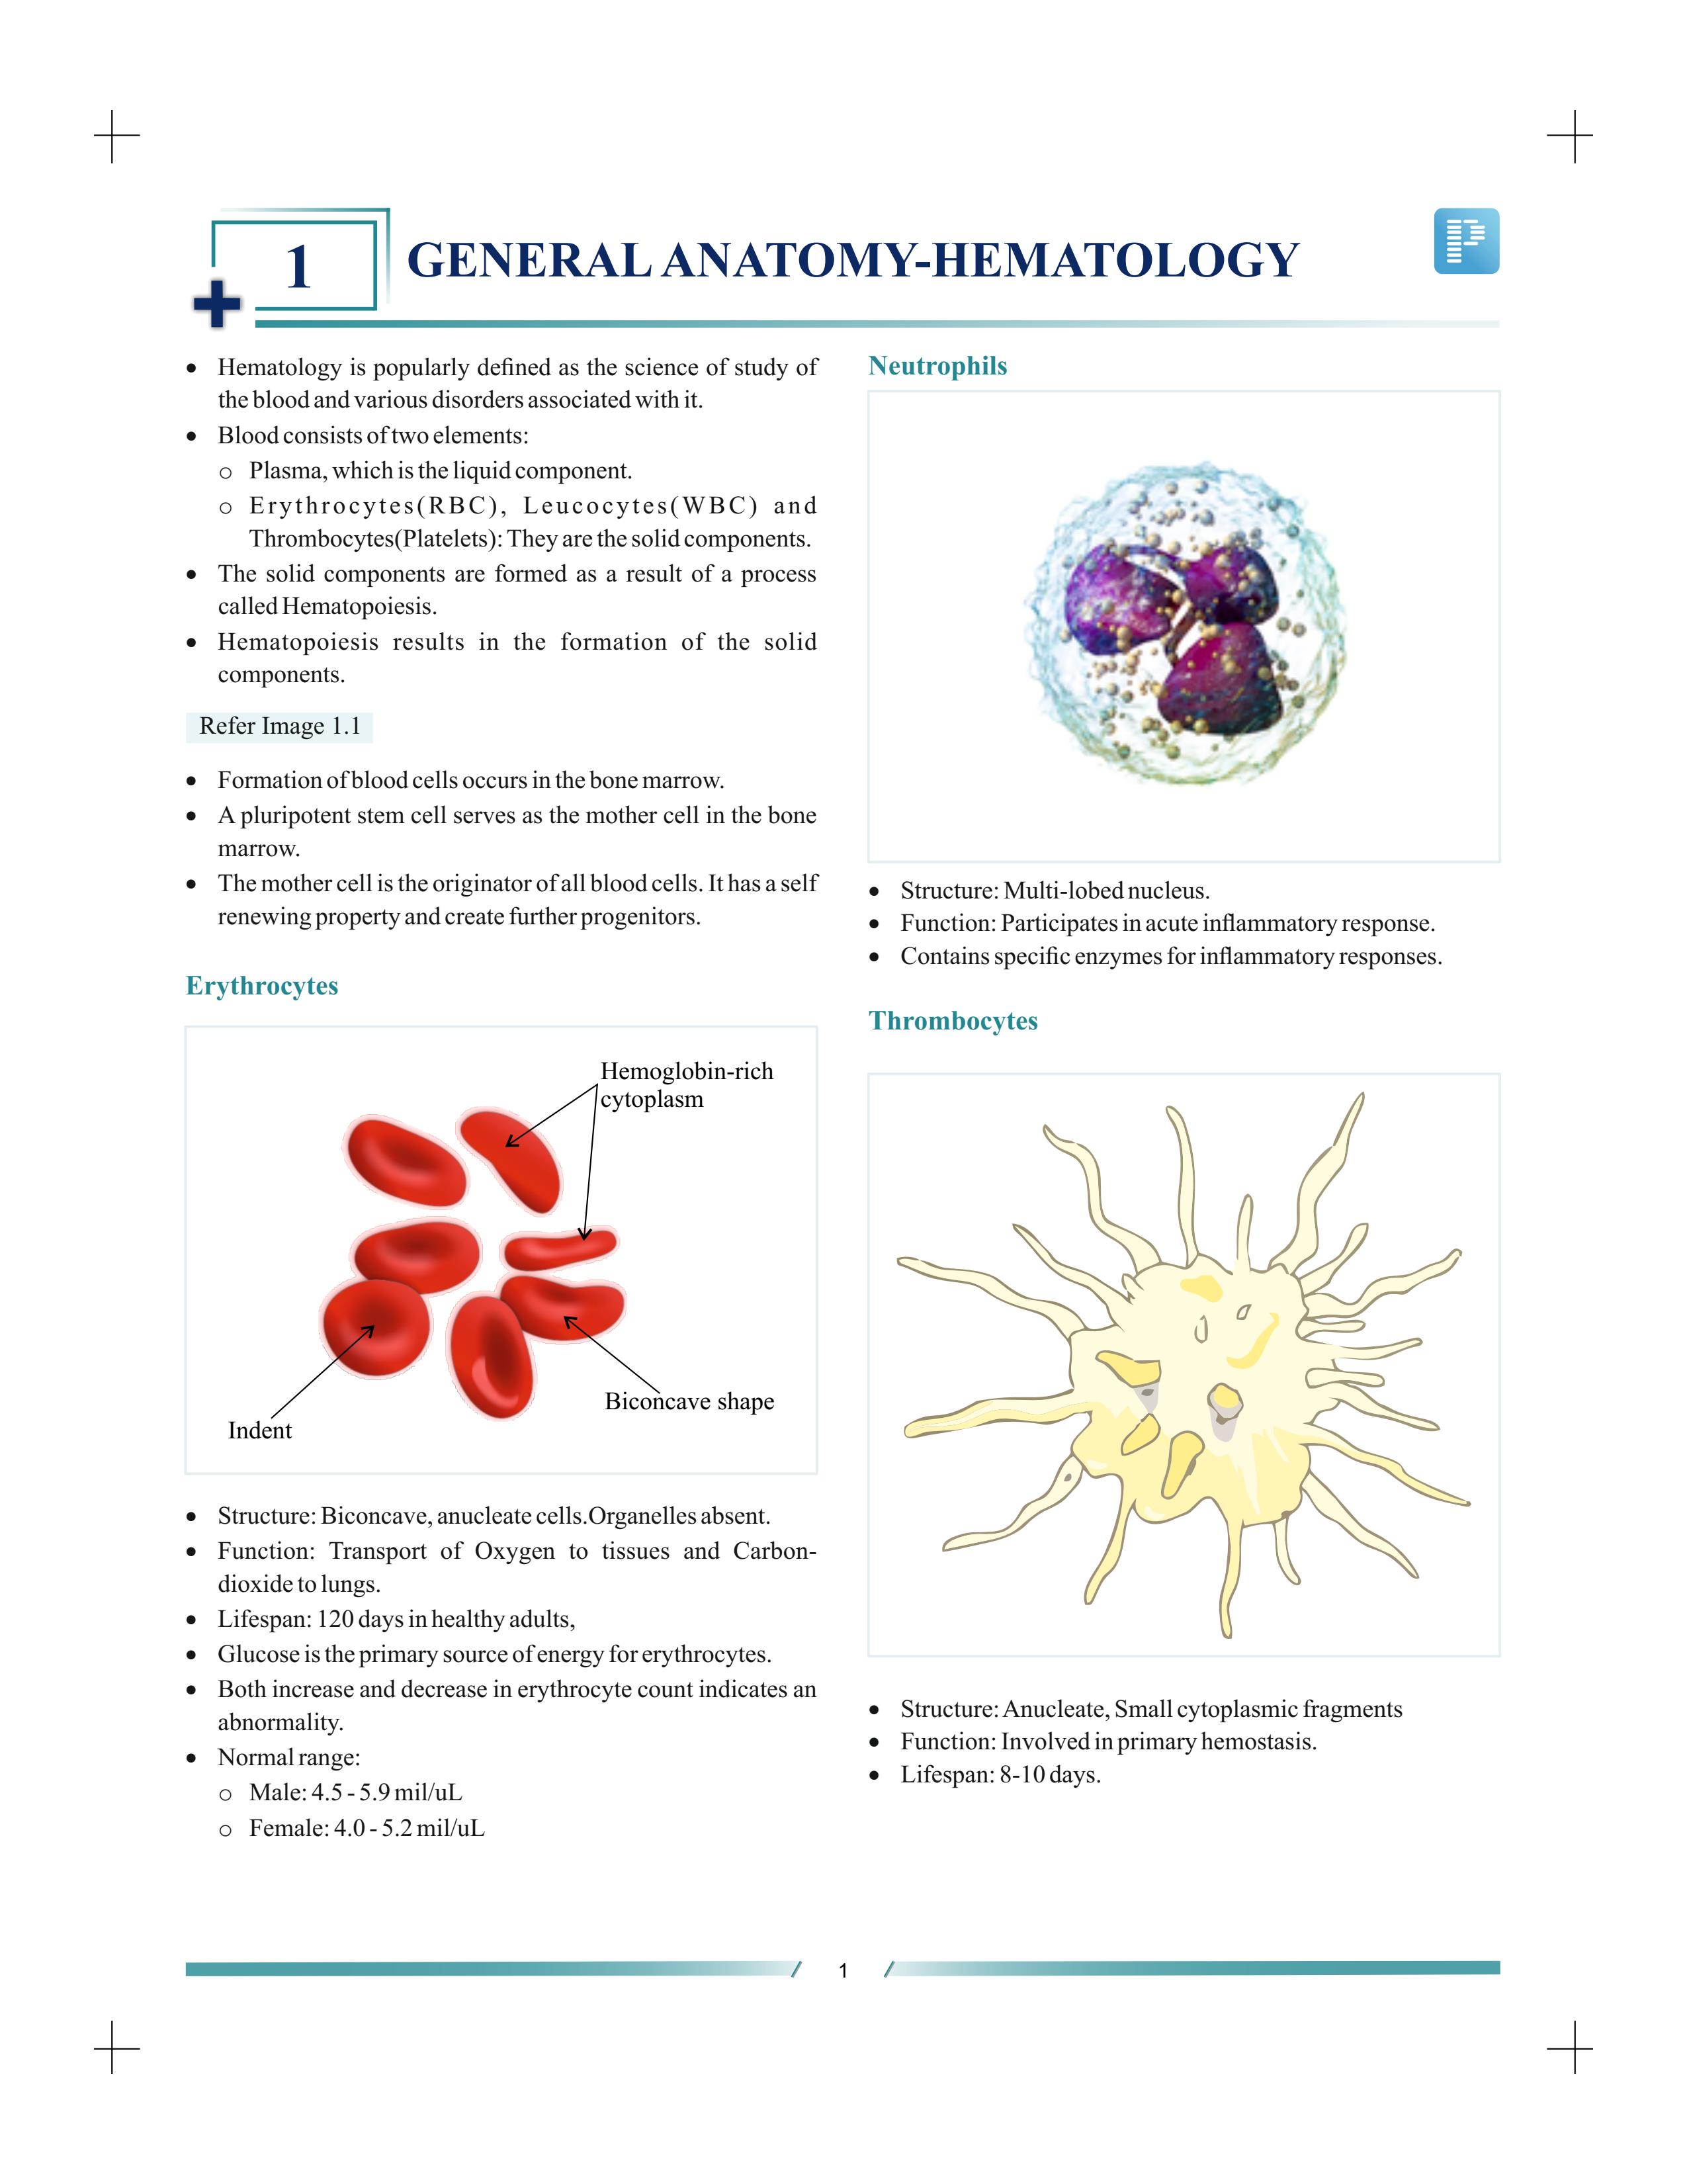 1
GENERAL ANATOMY-HEMATOLOGY
• Hematology is popularly defined as the science of study of
the blood and various disorders associated with it.
• Blood consists of two elements:
o Plasma, which is the liquid component.
o Erythrocytes(RBC), Leucocytes(WBC) and
Thrombocytes(Platelets): They are the solid components.
• The solid components are formed as a result of a process
called Hematopoiesis.
• Hematopoiesis results in the formation of the solid
components.
Refer Image 1.1
• Formation of blood cells occurs in the bone marrow.
• A pluripotent stem cell serves as the mother cell in the bone
marrow.
• The mother cell is the originator of all blood cells. It has a self
renewing property and create further progenitors.
Erythrocytes
Hemoglobin-rich
cytoplasm
Biconcave shape
Indent
• Structure: Biconcave, anucleate cells.Organelles absent.
• Function: Transport of Oxygen to tissues and Carbon-
dioxide to lungs.
• Lifespan: 120 days in healthy adults,
• Glucose is the primary source of energy for erythrocytes.
• Both increase and decrease in erythrocyte count indicates an
abnormality.
• Normal range:
o Male: 4.5 - 5.9 mil/uL
o Female: 4.0 - 5.2 mil/uL
Neutrophils
• Structure: Multi-lobed nucleus.
• Function: Participates in acute inflammatory response.
• Contains specific enzymes for inflammatory responses.
Thrombocytes
• Structure: Anucleate, Small cytoplasmic fragments
• Function: Involved in primary hemostasis.
• Lifespan: 8-10 days.
1